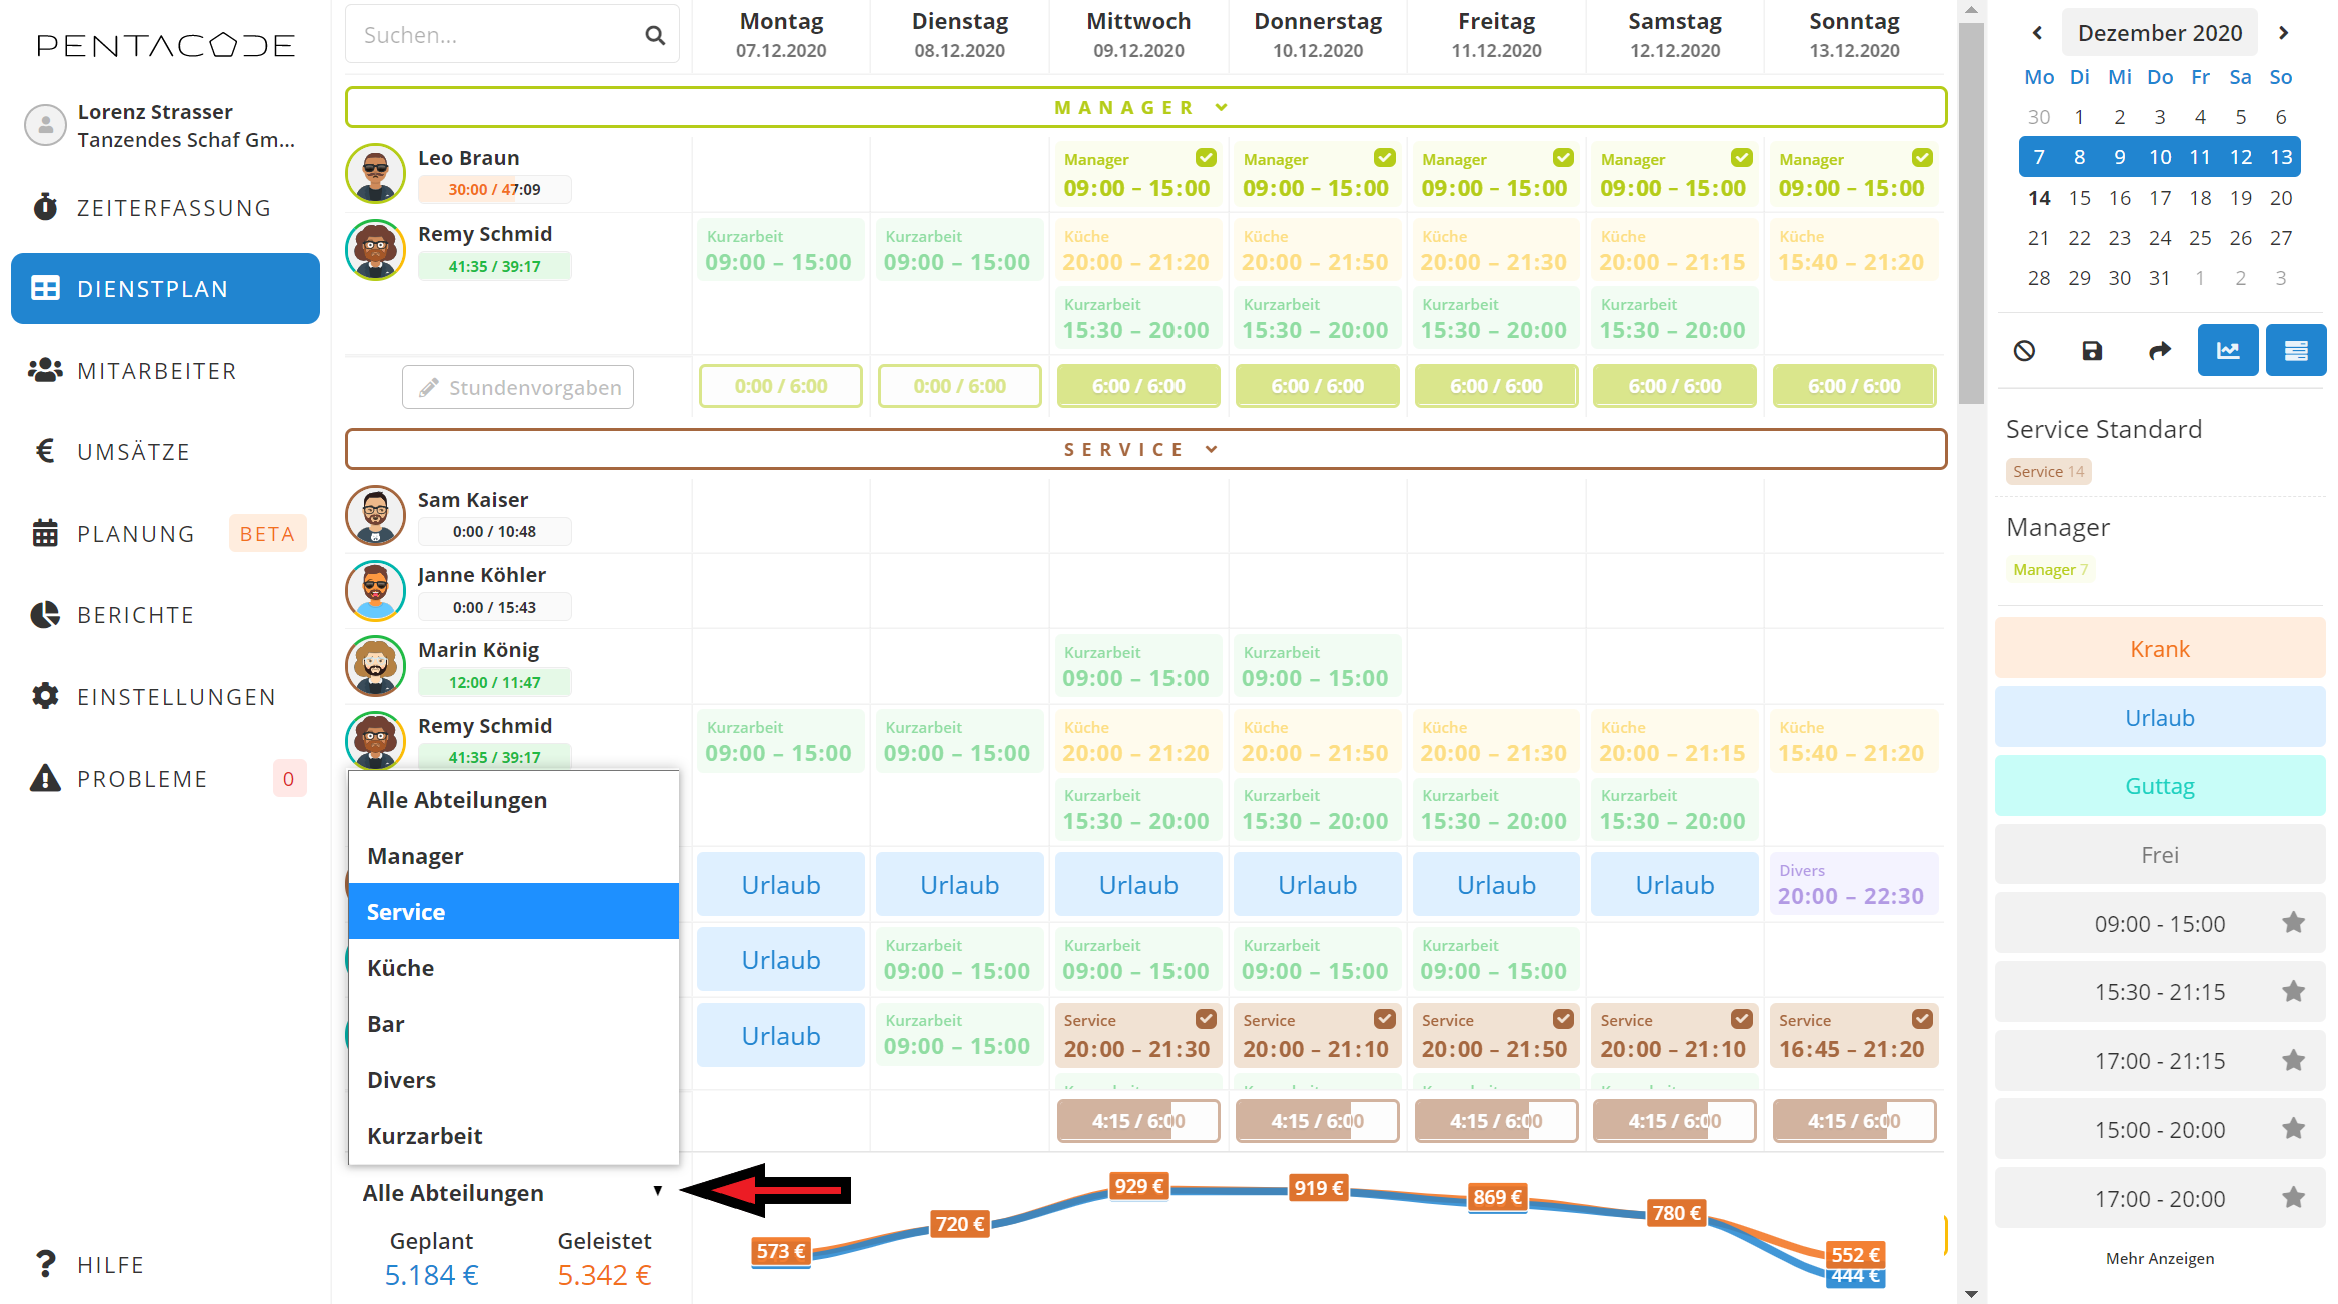 PENTACODE
Lorenz Strasser
Tanzendes Schaf Gm...
ZEITERFASSUNG
DIENSTPLAN
MITARBEITER
UMSÄTZE
PLANUNG BETA
BERICHTE
EINSTELLUNGEN
PROBLEME 0
HILFE
Suchen...
Montag Dienstag Mittwoch Donnerstag Freitag Samstag Sonntag
07.12.2020 08.12.2020 09.12.2020 10.12.2020 11.12.2020 12.12.2020 13.12.2020
MANAGER
Leo Braun
30:00 / 47:09
Manager Manager Manager Manager Manager
09:00 – 15:00 09:00 – 15:00 09:00 – 15:00 09:00 – 15:00 09:00 – 15:00
Remy Schmid
41:35 / 39:17
Kurzarbeit Kurzarbeit Küche Küche Küche Küche Küche
09:00 – 15:00 09:00 – 15:00 20:00 – 21:20 20:00 – 21:50 20:00 – 21:30 20:00 – 21:15 15:40 – 21:20
Kurzarbeit Kurzarbeit Kurzarbeit Kurzarbeit
15:30 – 20:00 15:30 – 20:00 15:30 – 20:00 15:30 – 20:00
Stundenvorgaben 0:00 / 6:00 0:00 / 6:00 6:00 / 6:00 6:00 / 6:00 6:00 / 6:00 6:00 / 6:00 6:00 / 6:00
SERVICE
Sam Kaiser
0:00 / 10:48
Janne Köhler
0:00 / 15:43
Marin König
12:00 / 11:47
Kurzarbeit Kurzarbeit
09:00 – 15:00 09:00 – 15:00
Remy Schmid
41:35 / 39:17
Kurzarbeit Kurzarbeit Küche Küche Küche Küche Küche
09:00 – 15:00 09:00 – 15:00 20:00 – 21:20 20:00 – 21:50 20:00 – 21:30 20:00 – 21:15 15:40 – 21:20
Kurzarbeit Kurzarbeit Kurzarbeit Kurzarbeit
15:30 – 20:00 15:30 – 20:00 15:30 – 20:00 15:30 – 20:00
Urlaub Urlaub Urlaub Urlaub Urlaub Urlaub
Divers
20:00 – 22:30
Urlaub
Kurzarbeit Kurzarbeit Kurzarbeit Kurzarbeit
09:00 – 15:00 09:00 – 15:00 09:00 – 15:00 09:00 – 15:00
Urlaub
Kurzarbeit Service Service Service Service Service
09:00 – 15:00 20:00 – 21:30 20:00 – 21:10 20:00 – 21:50 20:00 – 21:10 16:45 – 21:20
4:15 / 6:00 4:15 / 6:00 4:15 / 6:00 4:15 / 6:00 4:15 / 6:00
Alle Abteilungen
Manager
Service
Küche
Bar
Divers
Kurzarbeit
Alle Abteilungen
Geplant Geleistet
5.184 € 5.342 €
573 € 720 € 929 € 919 € 869 € 780 € 552 €
444 €
Dezember 2020
Mo Di Mi Do Fr Sa So
30 1 2 3 4 5 6
7 8 9 10 11 12 13
14 15 16 17 18 19 20
21 22 23 24 25 26 27
28 29 30 31 1 2 3
Service Standard
Service 14
Manager
Manager 7
Krank
Urlaub
Guttag
Frei
09:00 - 15:00
15:30 - 21:15
17:00 - 21:15
15:00 - 20:00
17:00 - 20:00
Mehr Anzeigen